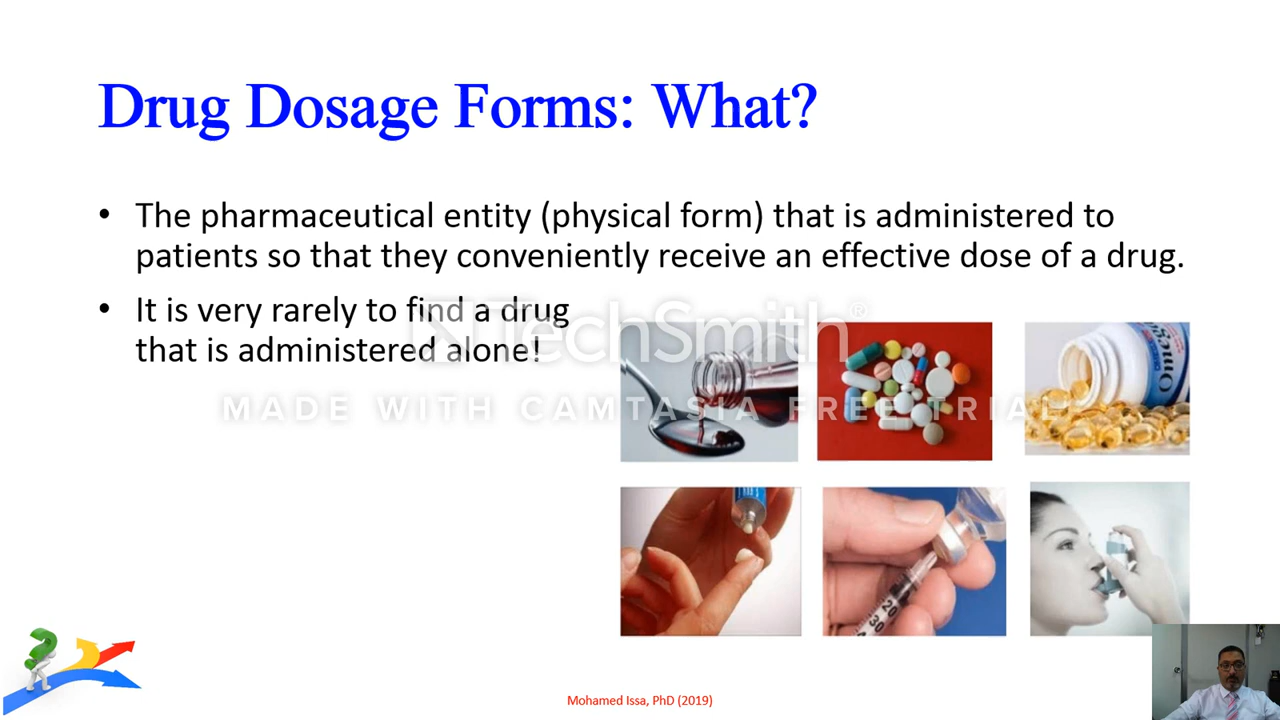 Drug Dosage Forms: What?
• The pharmaceutical entity (physical form) that is administered to
patients so that they conveniently receive an effective dose of a drug.
• It is very rarely to find a drug
that is administered alone!
TechSmith®
MADE WITH CAMTASIA FREE TRIAL
20
30
Mohamed Issa, PhD (2019)